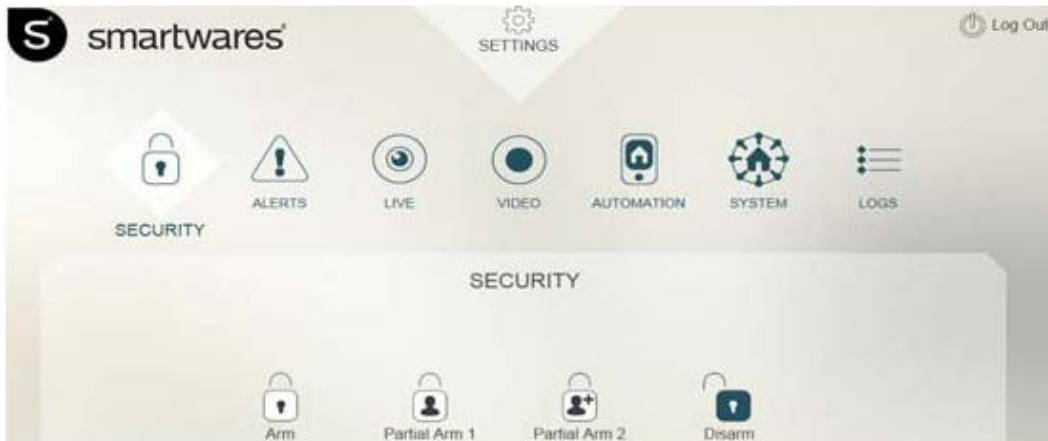 S smartwares
SETTINGS
Log Out
SECURITY
ALERTS
LIVE
VIDEO
AUTOMATION
SYSTEM
LOGS
SECURITY
Arm
Partial Arm 1
Partial Arm 2
Disarm